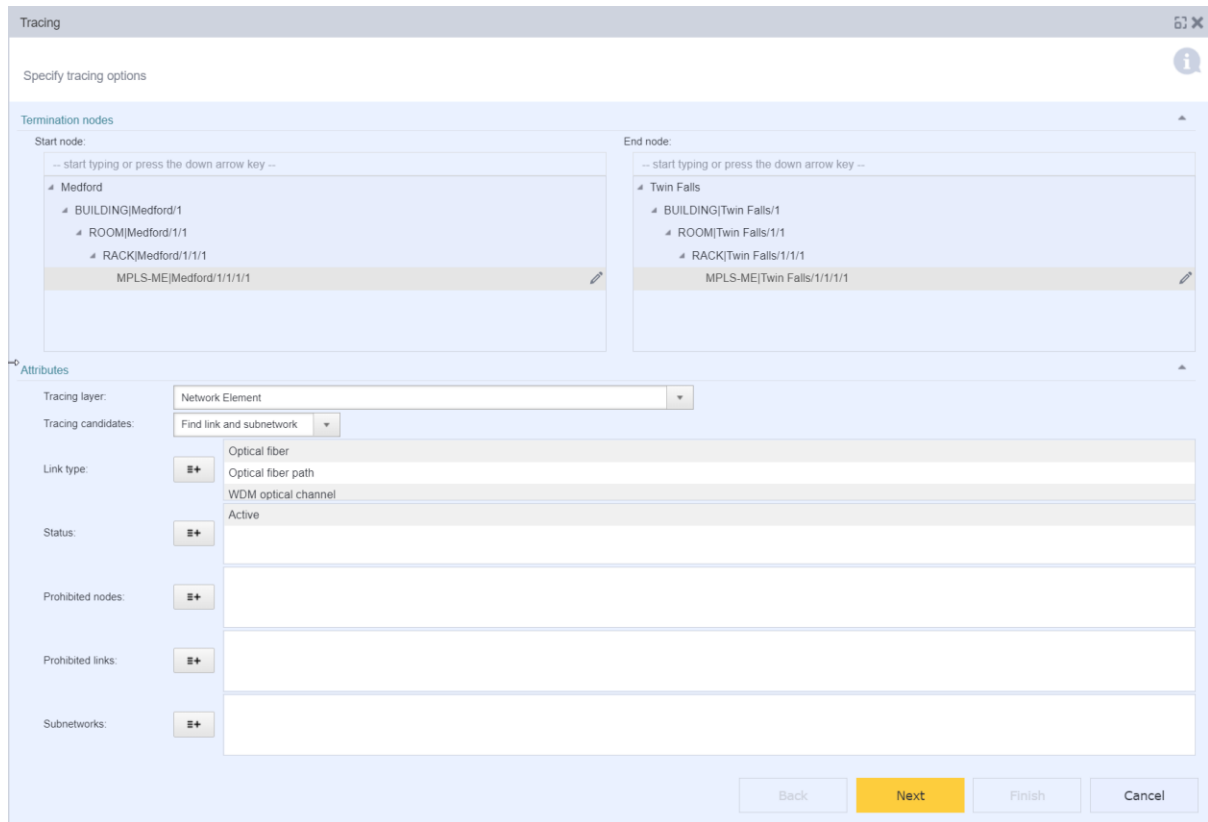 Tracing
Specify tracing options
Termination nodes
Start node:
-- start typing or press the down arrow key --
Medford
BUILDING|Medford/1
ROOM|Medford/1/1
RACK|Medford/1/1/1
MPLS-ME|Medford/1/1/1/1
End node:
-- start typing or press the down arrow key --
Twin Falls
BUILDING|Twin Falls/1
ROOM|Twin Falls/1/1
RACK|Twin Falls/1/1/1
MPLS-ME|Twin Falls/1/1/1/1
Attributes
Tracing layer: Network Element
Tracing candidates: Find link and subnetwork
Link type:
Optical fiber
Optical fiber path
WDM optical channel
Status:
Active
Prohibited nodes:
Prohibited links:
Subnetworks:
Back Next Finish Cancel